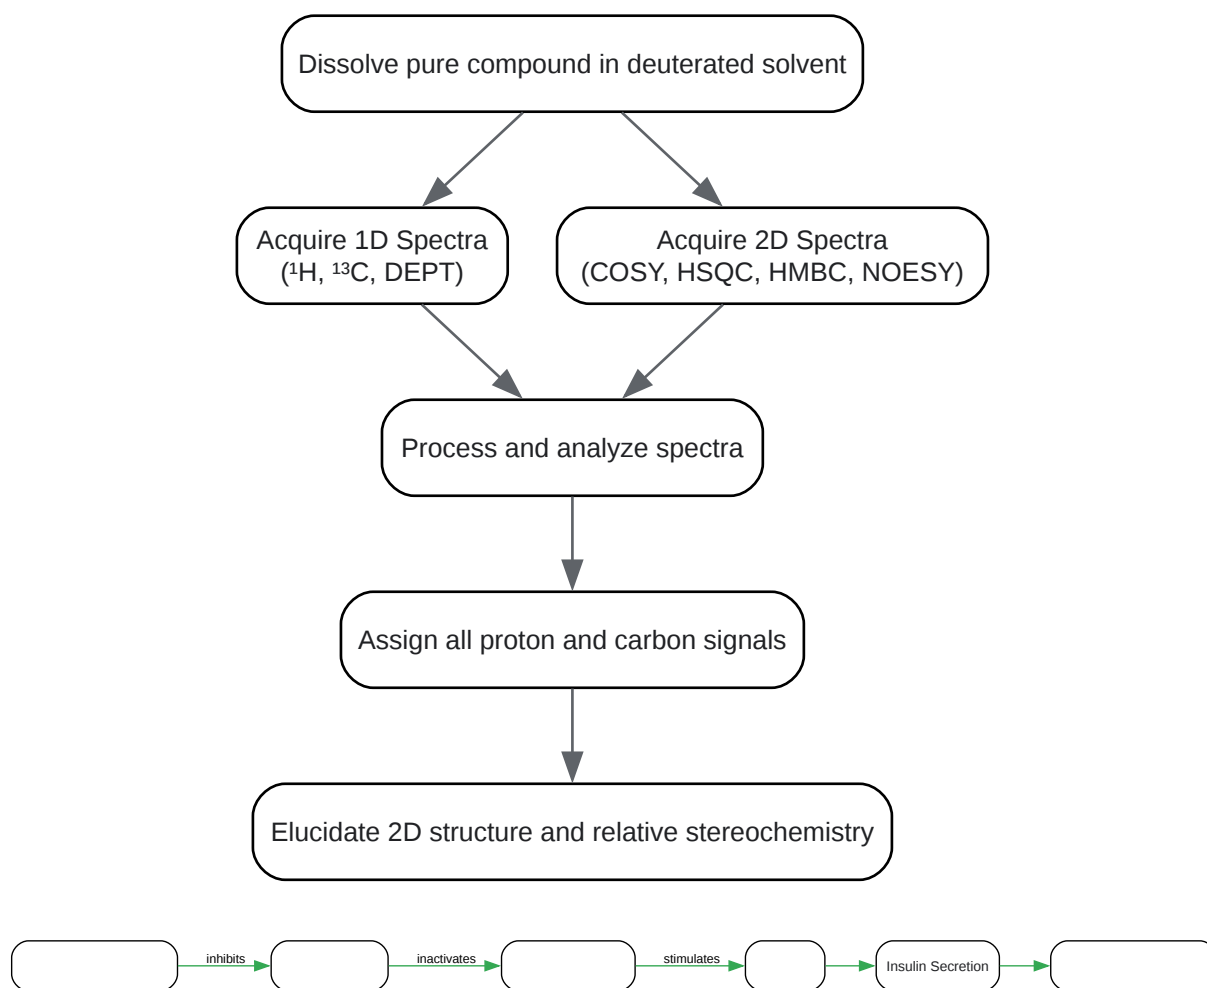 Dissolve pure compound in deuterated solvent
Acquire 1D Spectra
(¹H, ¹³C, DEPT)
Acquire 2D Spectra
(COSY, HSQC, HMBC, NOESY)
Process and analyze spectra
Assign all proton and carbon signals
Elucidate 2D structure and relative stereochemistry
inhibits
inactivates
stimulates
Insulin Secretion